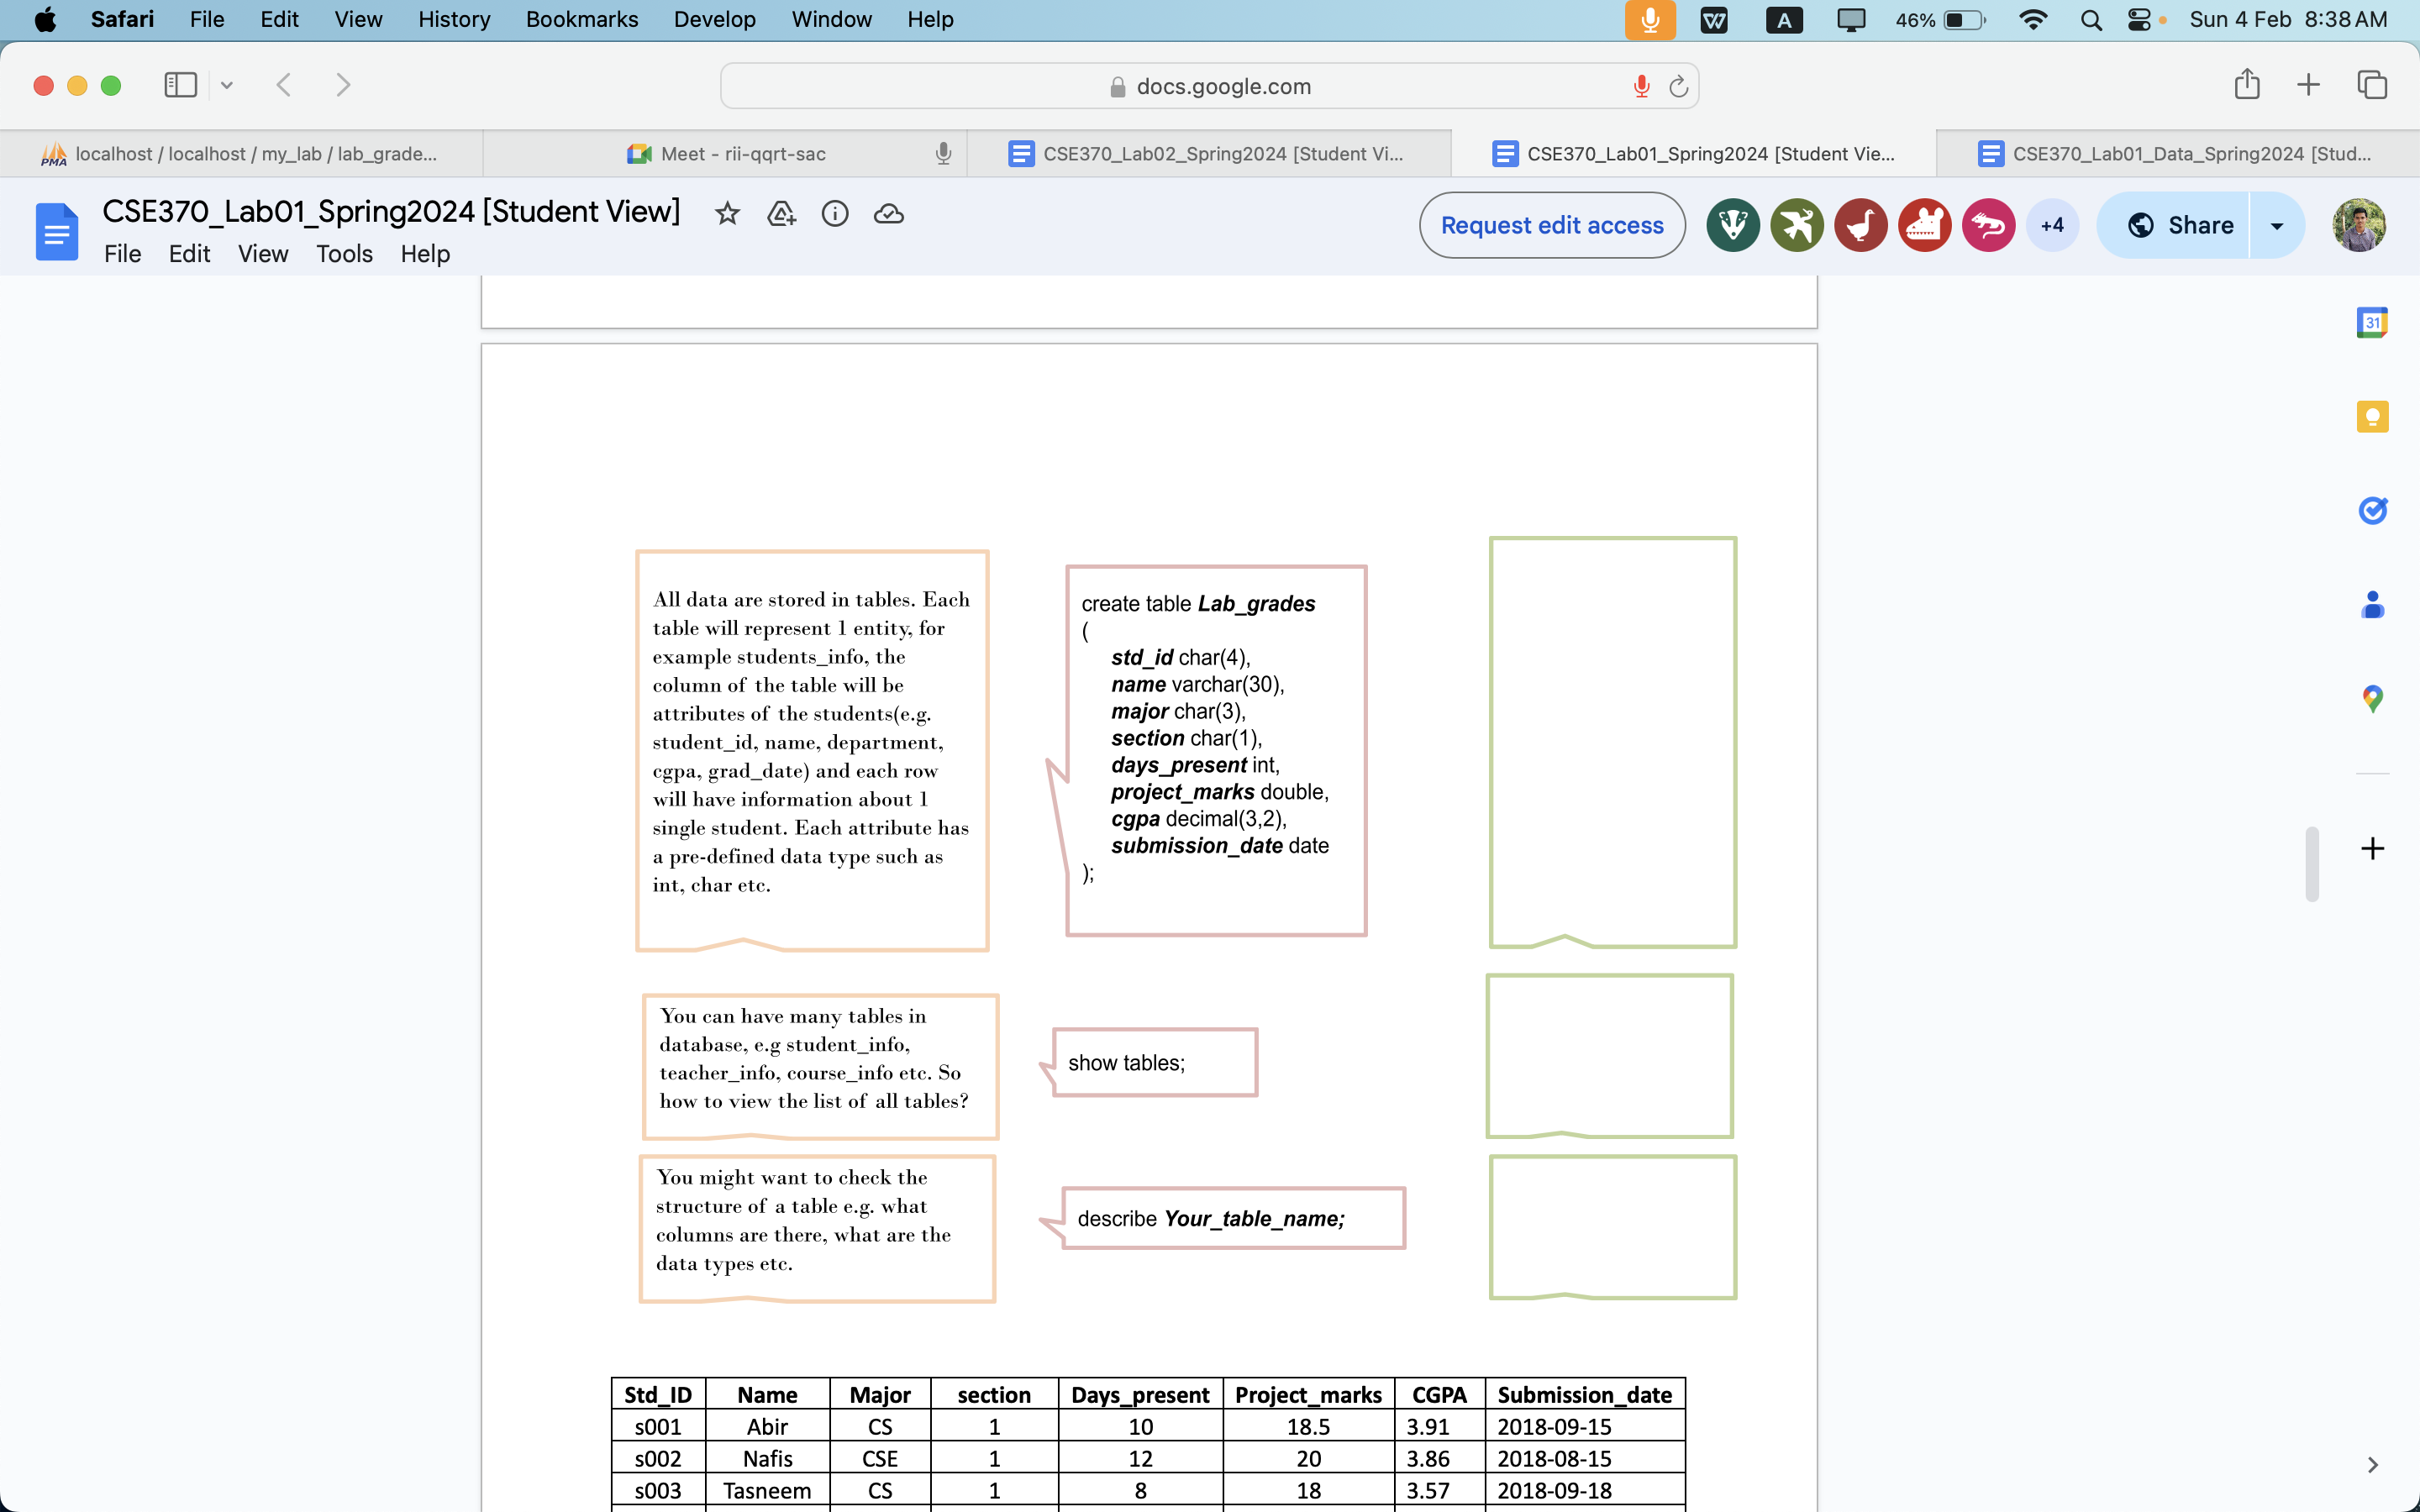 Safari File Edit View History Bookmarks Develop Window Help A 46% Sun 4 Feb 8:38 AM
docs.google.com
PMA localhost / localhost / my_lab / lab_grade... Meet - rii-qqrt-sac CSE370_Lab02_Spring2024 [Student Vi... CSE370_Lab01_Spring2024 [Student Vie... CSE370_Lab01_Data_Spring2024 [Stud...
CSE370_Lab01_Spring2024 [Student View]
File Edit View Tools Help
Request edit access +4 Share
31
All data are stored in tables. Each
table will represent 1 entity, for
example students_info, the
column of the table will be
attributes of the students(e.g.
student_id, name, department,
cgpa, grad_date) and each row
will have information about 1
single student. Each attribute has
a pre-defined data type such as
int, char etc.
create table Lab_grades
(
std_id char(4),
name varchar(30),
major char(3),
section char(1),
days_present int,
project_marks double,
cgpa decimal(3,2),
submission_date date
);
You can have many tables in
database, e.g student_info,
teacher_info, course_info etc. So
how to view the list of all tables?
show tables;
You might want to check the
structure of a table e.g. what
columns are there, what are the
data types etc.
describe Your_table_name;
Std_ID Name Major section Days_present Project_marks CGPA Submission_date
s001 Abir CS 1 10 18.5 3.91 2018-09-15
s002 Nafis CSE 1 12 20 3.86 2018-08-15
s003 Tasneem CS 1 8 18 3.57 2018-09-18